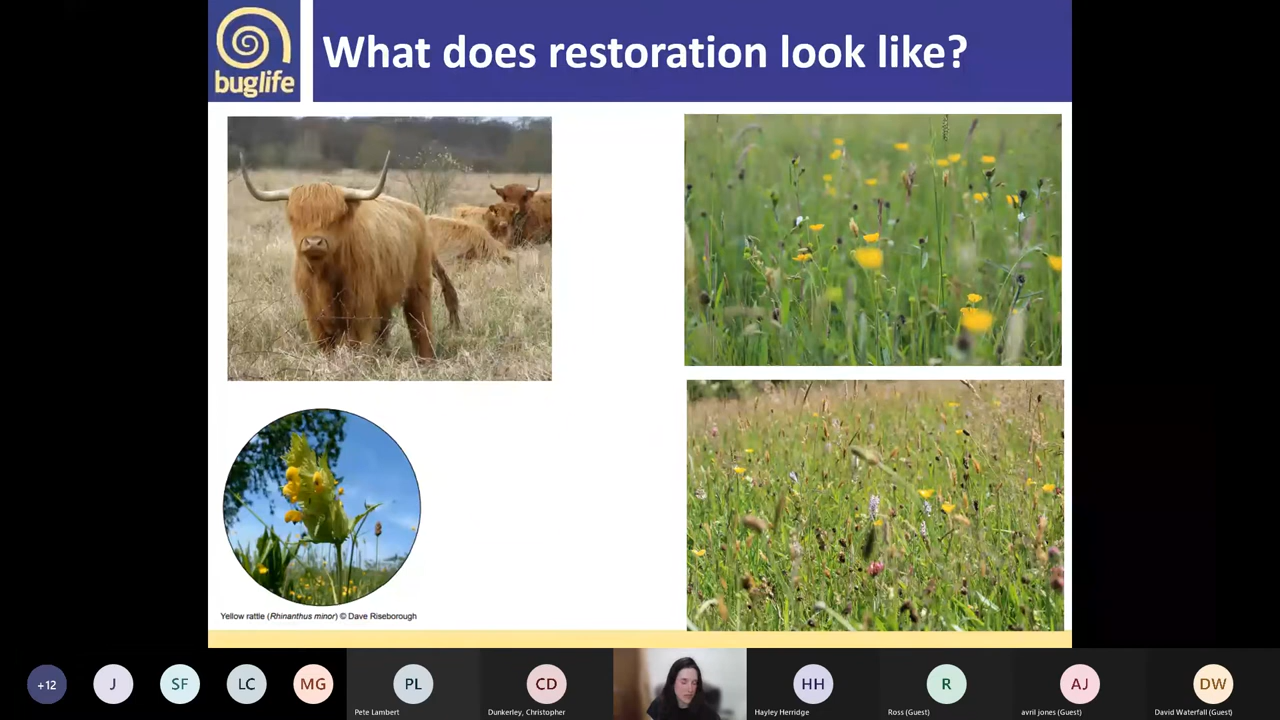 buglife
What does restoration look like?
Yellow rattle (Rhinanthus minor) © Dave Riseborough
+12
J
SF
LC
MG
PL
Pete Lambert
CD
Dunkerley, Christopher
HH
Hayley Herridge
R
Ross (Guest)
AJ
avril jones (Guest)
DW
David Waterfall (Guest)